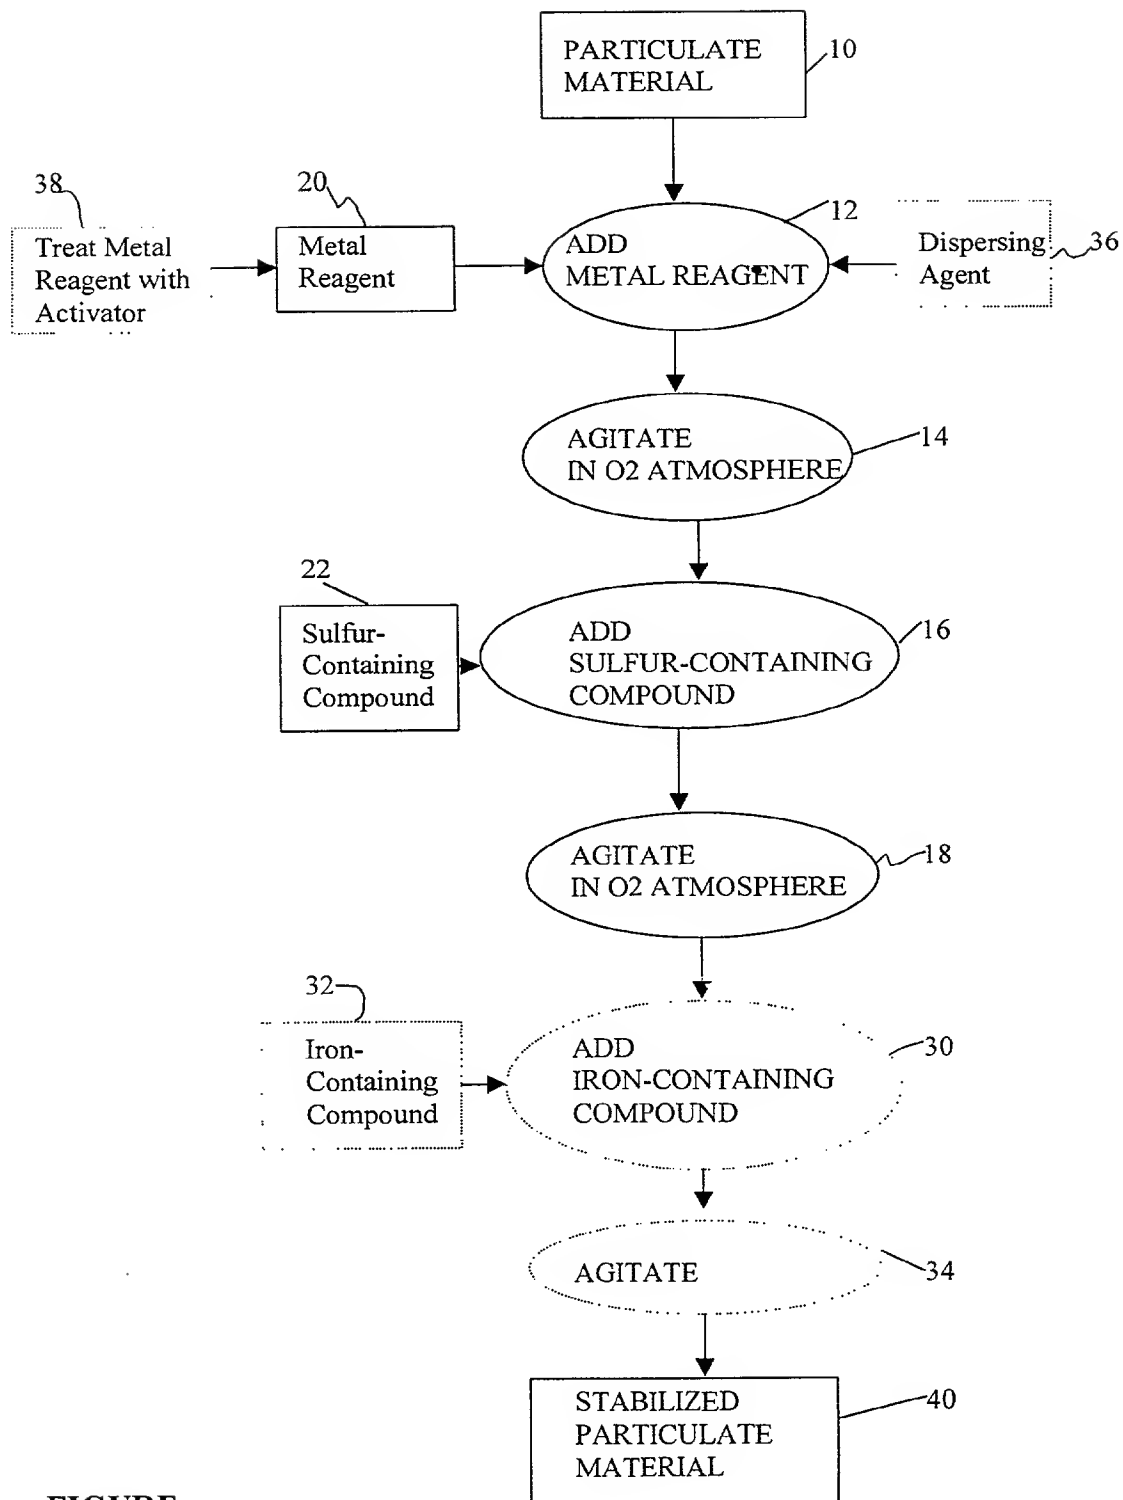 PARTICULATE
MATERIAL
10
38
20
12
Treat Metal
Reagent with
Activator
Metal
Reagent
ADD
METAL REAGENT
Dispersing
Agent
36
AGITATE
IN O2 ATMOSPHERE
14
22
Sulfur-
Containing
Compound
ADD
SULFUR-CONTAINING
COMPOUND
16
AGITATE
IN O2 ATMOSPHERE
18
32
Iron-
Containing
Compound
ADD
IRON-CONTAINING
COMPOUND
30
AGITATE
34
STABILIZED
PARTICULATE
MATERIAL
40
FIGURE